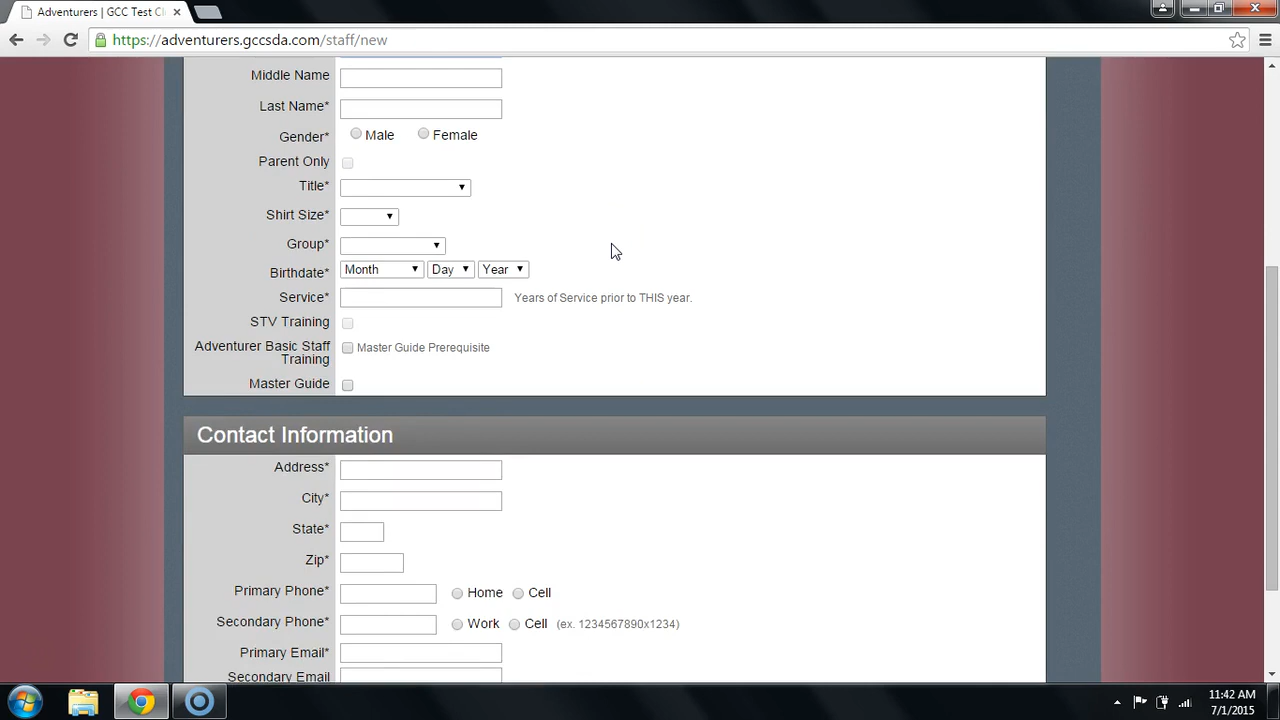 Adventurers | GCC Test Cl
https://adventurers.gccsda.com/staff/new
Middle Name
Last Name*
Gender* Male Female
Parent Only
Title*
Shirt Size*
Group*
Birthdate* Month Day Year
Service* Years of Service prior to THIS year.
STV Training
Adventurer Basic Staff
Training Master Guide Prerequisite
Master Guide
Contact Information
Address*
City*
State*
Zip*
Primary Phone* Home Cell
Secondary Phone* Work Cell (ex. 1234567890x1234)
Primary Email*
Secondary Email
11:42 AM
7/1/2015